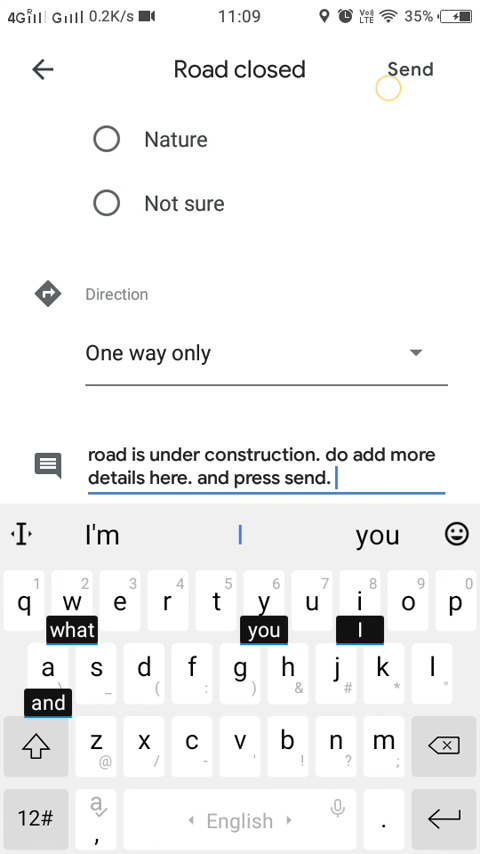 4G R G 0.2K/s 11:09 Vo) LTE 35%
Road closed Send
Nature
Not sure
Direction
One way only
road is under construction. do add more
details here. and press send.
I'm I you
1 2 3 4 5 6 7 8 9 0
q w e r t y u i o p
what you I
a s d f g h j k l
) _ ( : ) & # * "
and
z x c v b n m
@ / - ' ! ? ;
12# a , English .